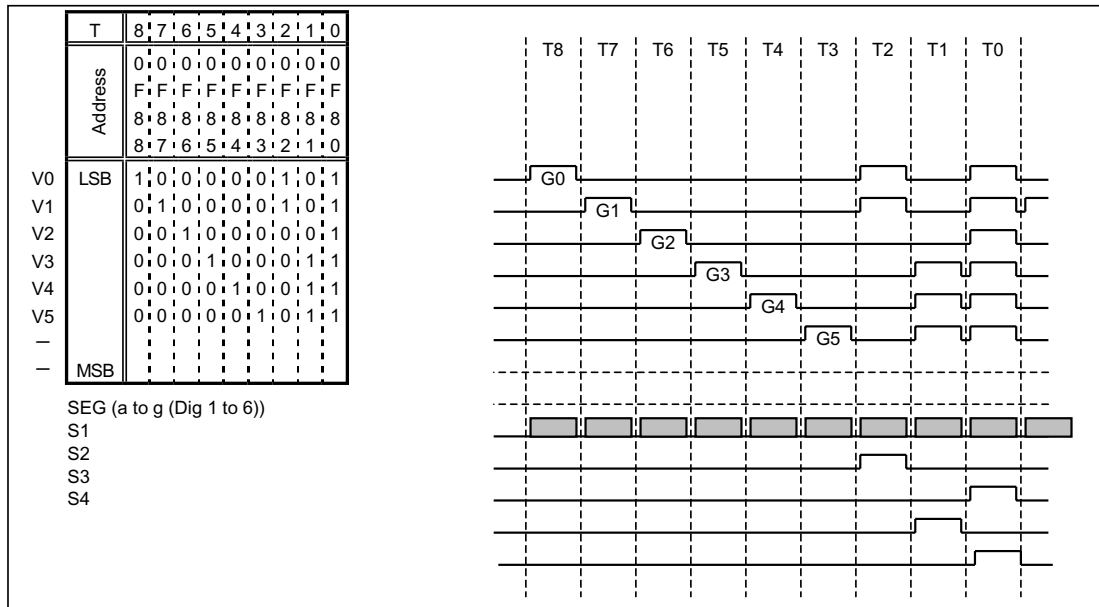 T 8 7 6 5 4 3 2 1 0
Address 0 0 0 0 0 0 0 0 0
F F F F F F F F F
8 8 8 8 8 8 8 8 8
8 7 6 5 4 3 2 1 0
V0 LSB 1 0 0 0 0 0 1 0 1
V1 0 1 0 0 0 0 1 0 1
V2 0 0 1 0 0 0 0 0 1
V3 0 0 0 1 0 0 0 1 1
V4 0 0 0 0 1 0 0 1 1
V5 0 0 0 0 0 1 0 1 1
–
– MSB
SEG (a to g (Dig 1 to 6))
S1
S2
S3
S4
T8 T7 T6 T5 T4 T3 T2 T1 T0
G0
G1
G2
G3
G4
G5